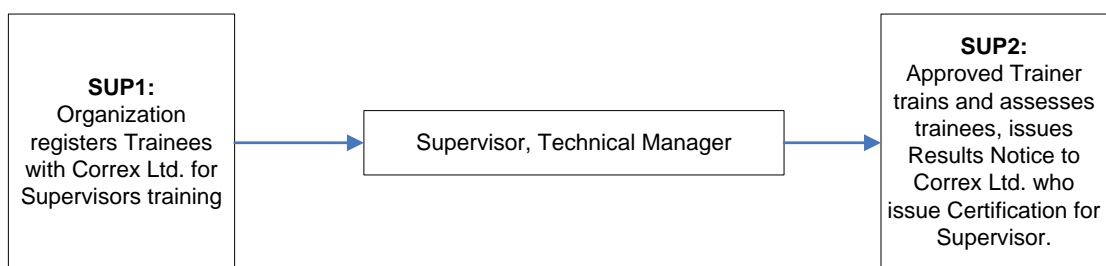 SUP1:
Organization
registers Trainees
with Correx Ltd. for
Supervisors training
Supervisor, Technical Manager
SUP2:
Approved Trainer
trains and assesses
trainees, issues
Results Notice to
Correx Ltd. who
issue Certification for
Supervisor.